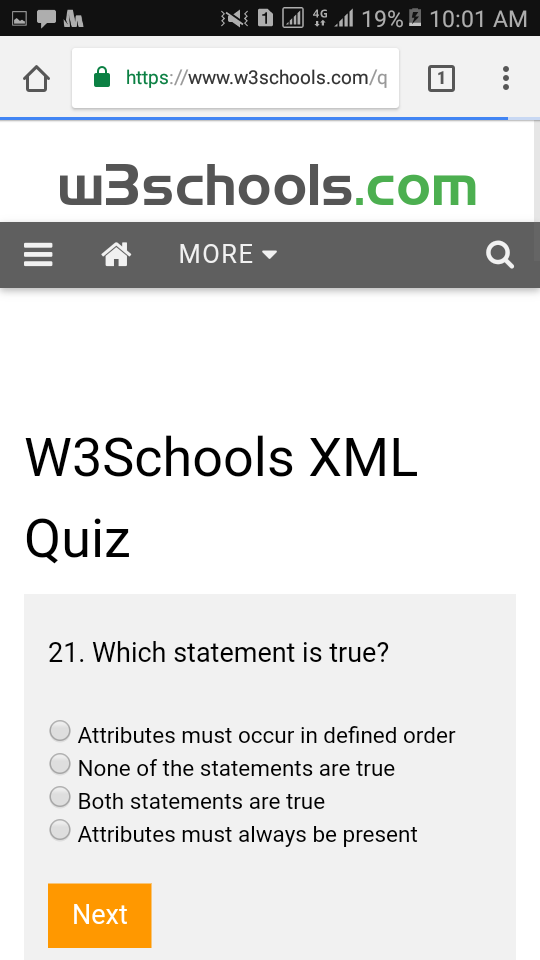 1 4G 19% 10:01 AM
https://www.w3schools.com/q
1
w3schools.com
MORE
W3Schools XML
Quiz
21. Which statement is true?
Attributes must occur in defined order
None of the statements are true
Both statements are true
Attributes must always be present
Next